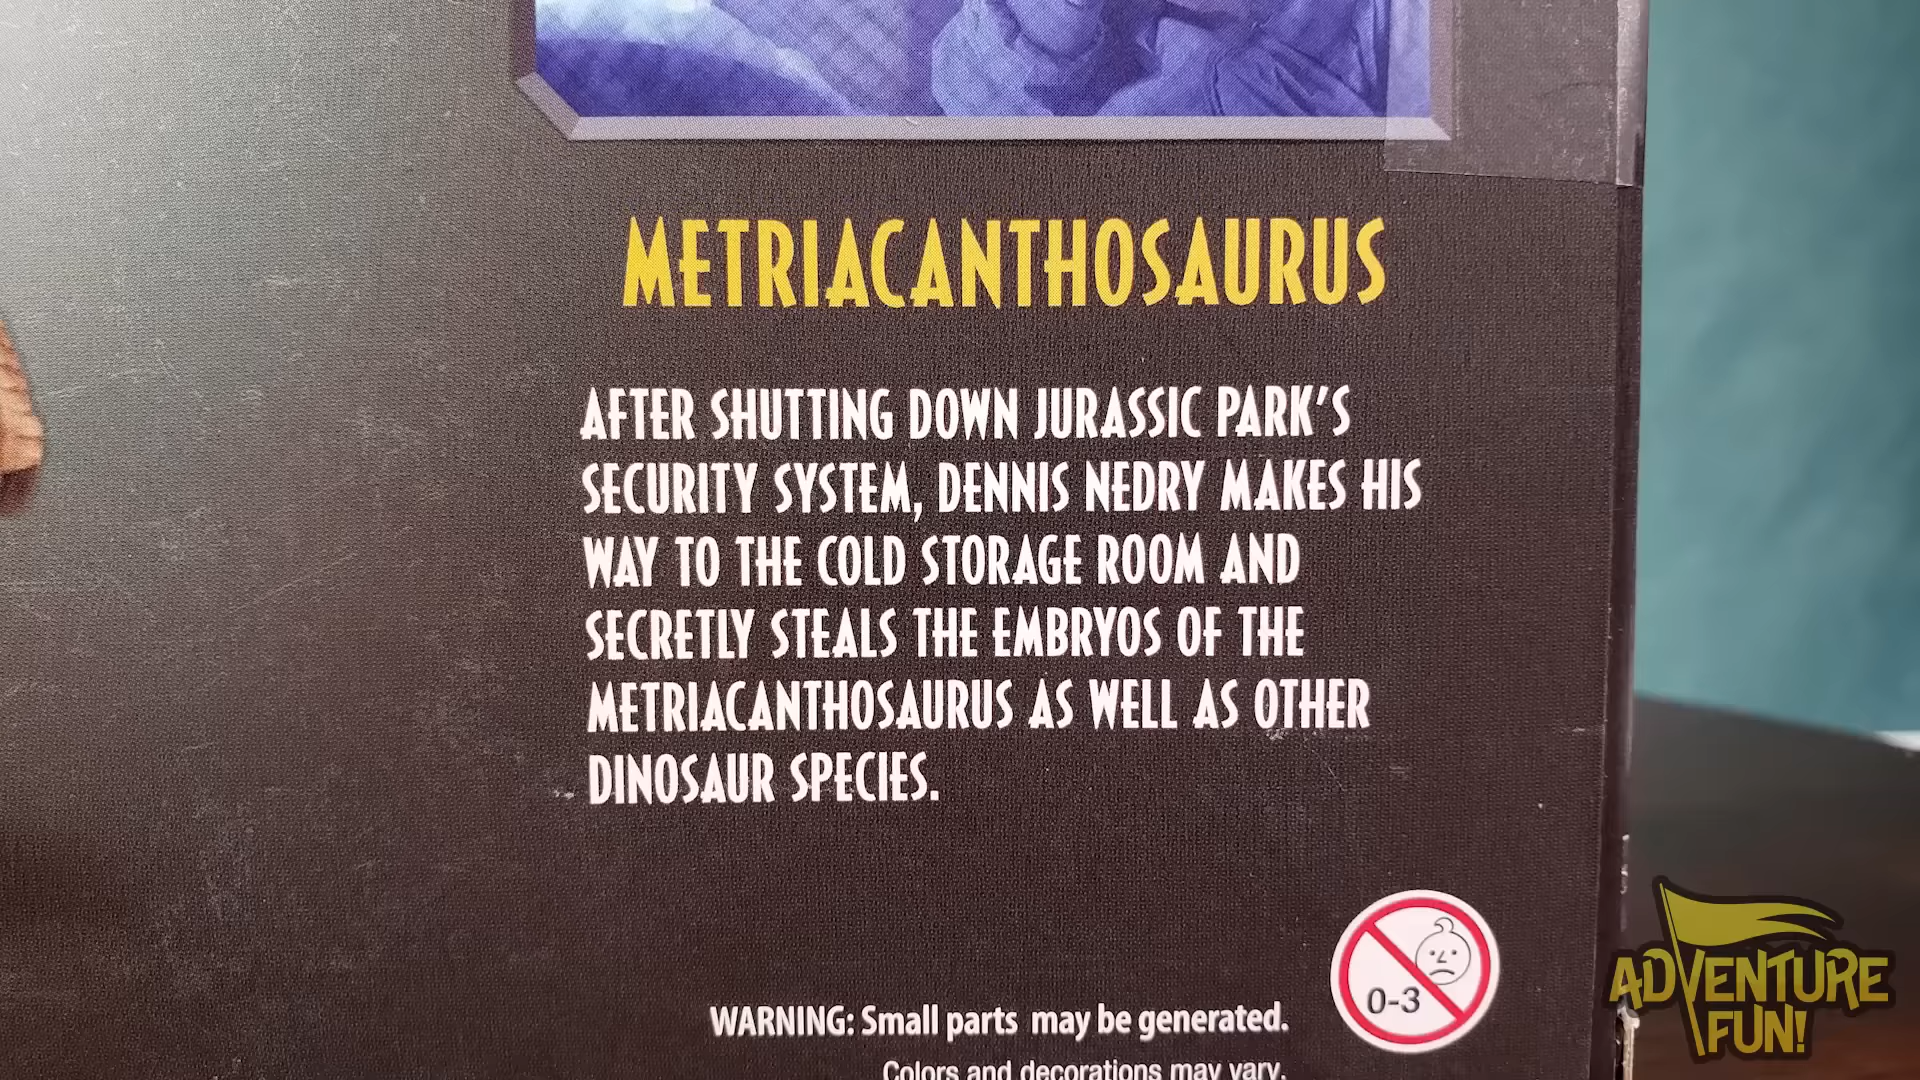 METRIACANTHOSAURUS
AFTER SHUTTING DOWN JURASSIC PARK'S
SECURITY SYSTEM, DENNIS NEDRY MAKES HIS
WAY TO THE COLD STORAGE ROOM AND
SECRETLY STEALS THE EMBRYOS OF THE
METRIACANTHOSAURUS AS WELL AS OTHER
DINOSAUR SPECIES.
0-3
WARNING: Small parts may be generated.
Colors and decorations may vary.
ADVENTURE
FUN!